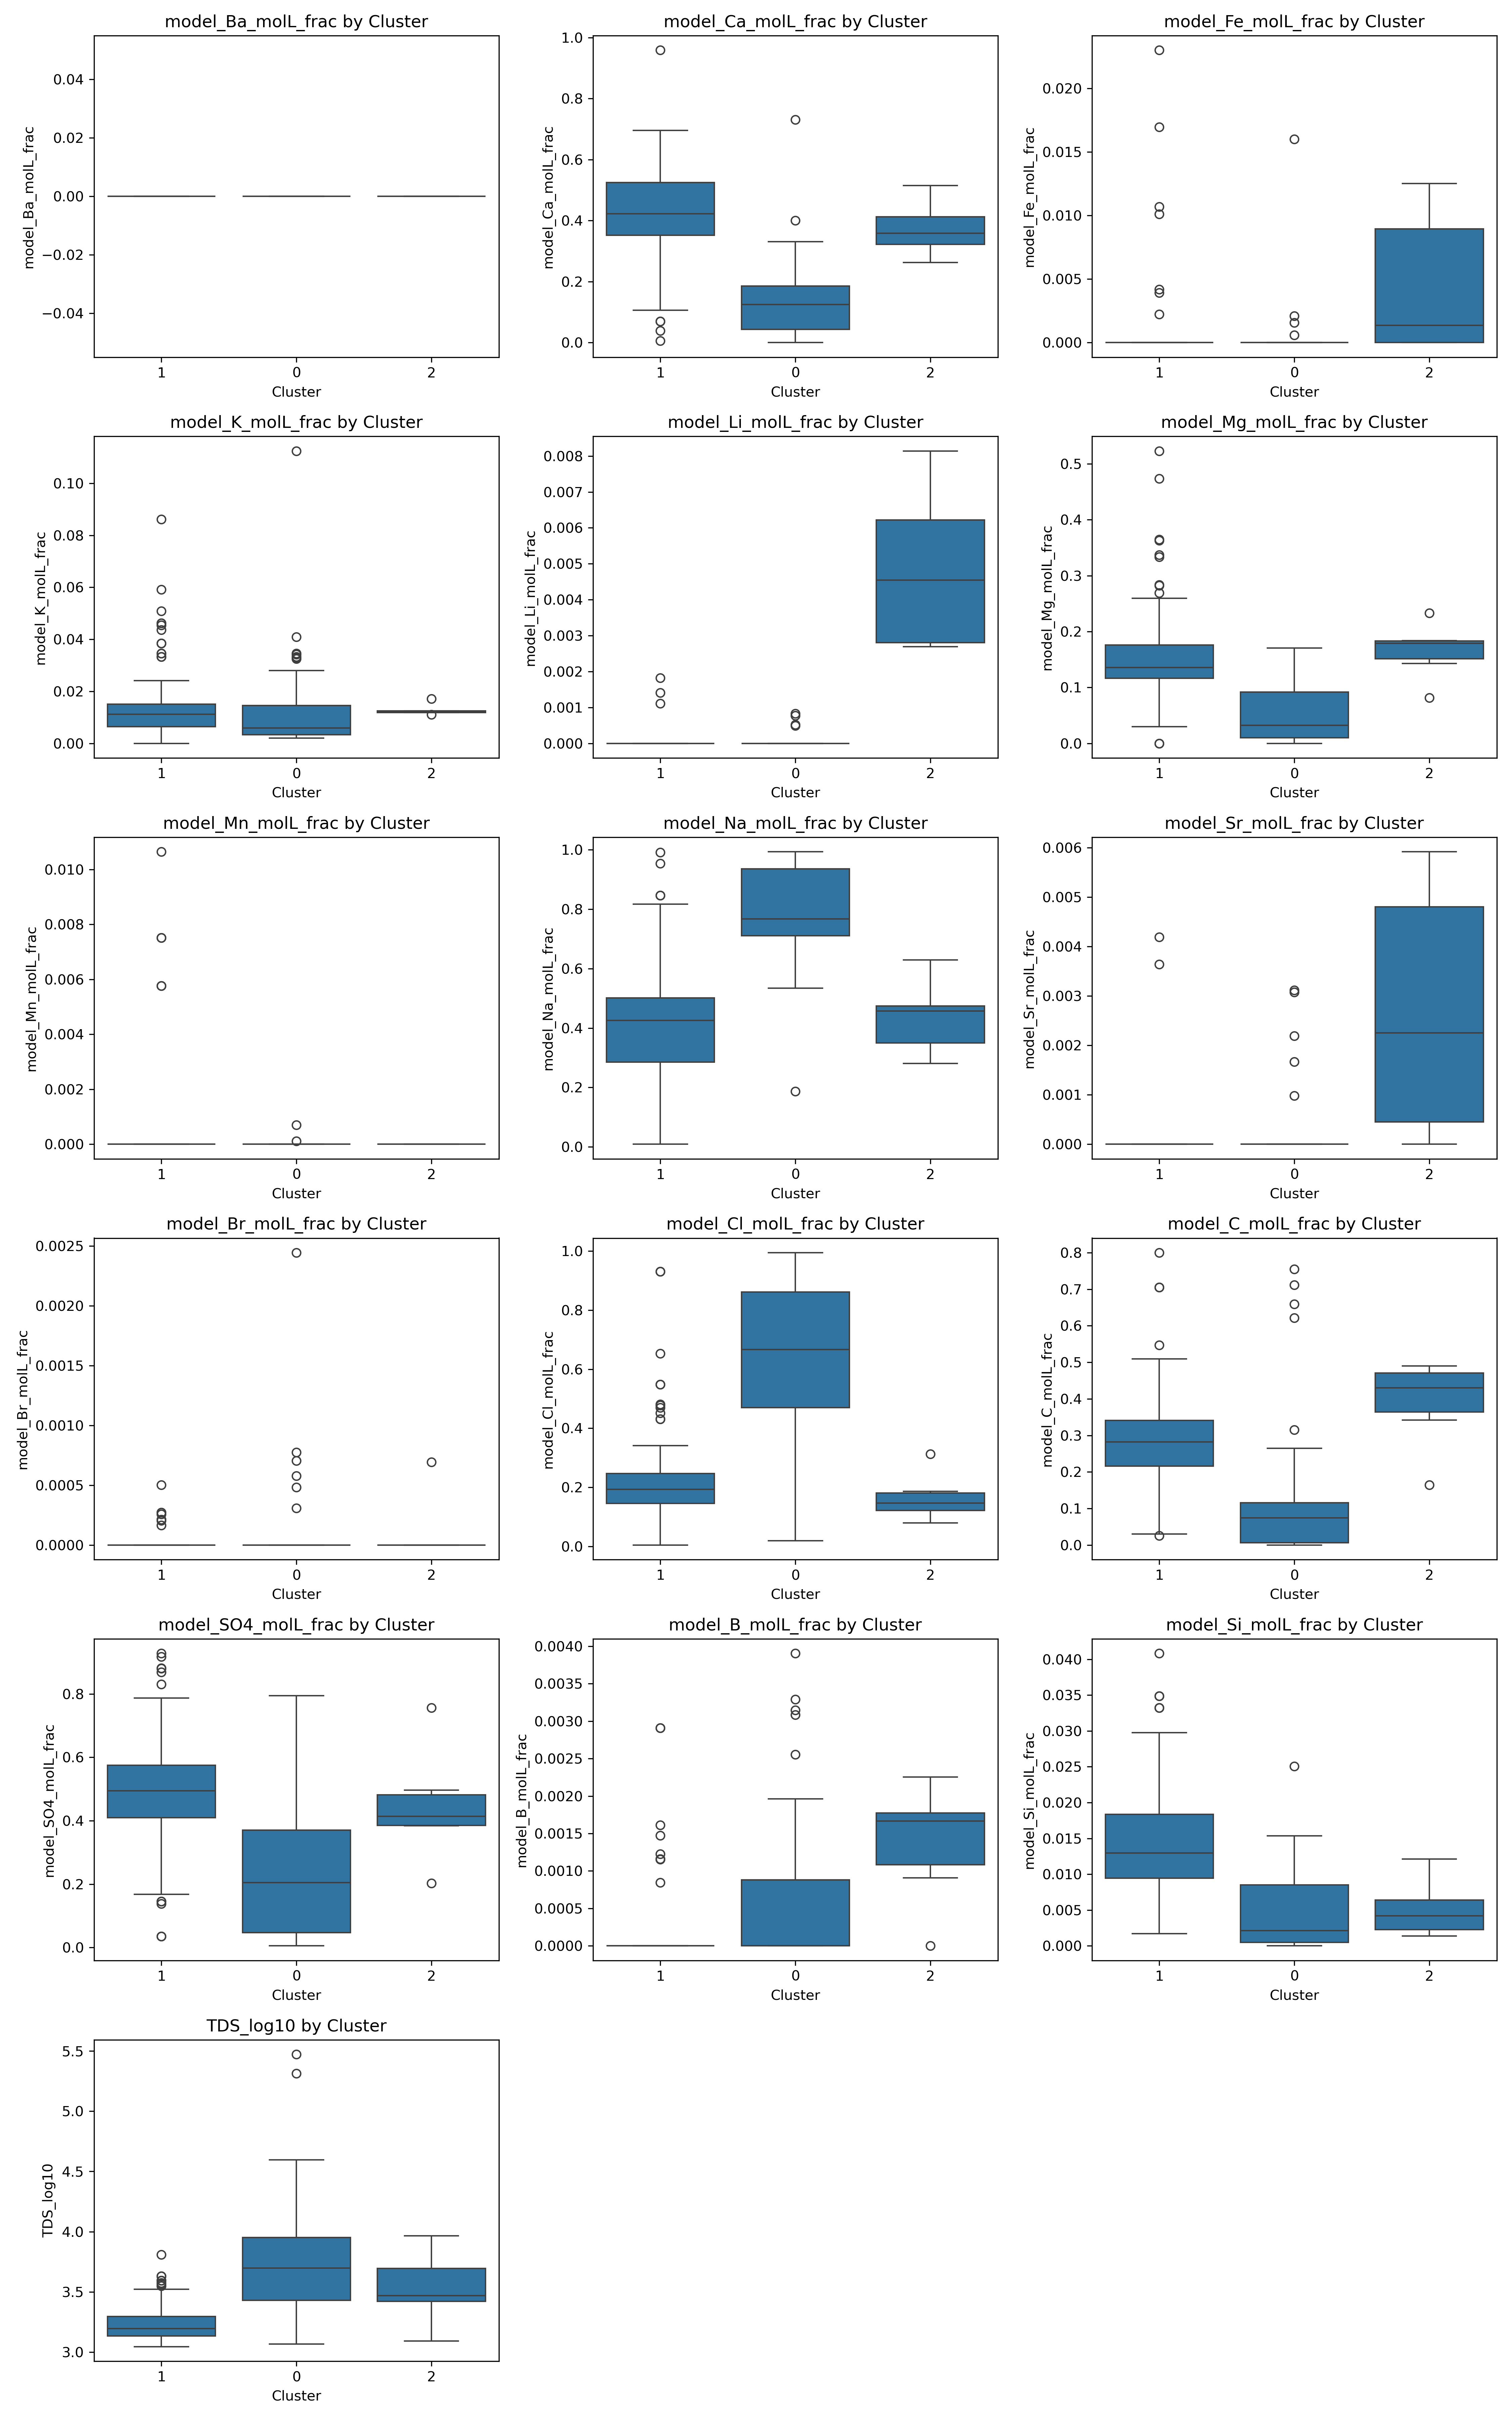 model_Ba_molL_frac by Cluster
model_Ba_molL_frac
0.04
0.02
0.00
−0.02
−0.04
1 0 2
Cluster
model_Ca_molL_frac by Cluster
model_Ca_molL_frac
1.0
0.8
0.6
0.4
0.2
0.0
1 0 2
Cluster
model_Fe_molL_frac by Cluster
model_Fe_molL_frac
0.020
0.015
0.010
0.005
0.000
1 0 2
Cluster
model_K_molL_frac by Cluster
model_K_molL_frac
0.10
0.08
0.06
0.04
0.02
0.00
1 0 2
Cluster
model_Li_molL_frac by Cluster
model_Li_molL_frac
0.008
0.007
0.006
0.005
0.004
0.003
0.002
0.001
0.000
1 0 2
Cluster
model_Mg_molL_frac by Cluster
model_Mg_molL_frac
0.5
0.4
0.3
0.2
0.1
0.0
1 0 2
Cluster
model_Mn_molL_frac by Cluster
model_Mn_molL_frac
0.010
0.008
0.006
0.004
0.002
0.000
1 0 2
Cluster
model_Na_molL_frac by Cluster
model_Na_molL_frac
1.0
0.8
0.6
0.4
0.2
0.0
1 0 2
Cluster
model_Sr_molL_frac by Cluster
model_Sr_molL_frac
0.006
0.005
0.004
0.003
0.002
0.001
0.000
1 0 2
Cluster
model_Br_molL_frac by Cluster
model_Br_molL_frac
0.0025
0.0020
0.0015
0.0010
0.0005
0.0000
1 0 2
Cluster
model_Cl_molL_frac by Cluster
model_Cl_molL_frac
1.0
0.8
0.6
0.4
0.2
0.0
1 0 2
Cluster
model_C_molL_frac by Cluster
model_C_molL_frac
0.8
0.7
0.6
0.5
0.4
0.3
0.2
0.1
0.0
1 0 2
Cluster
model_SO4_molL_frac by Cluster
model_SO4_molL_frac
0.8
0.6
0.4
0.2
0.0
1 0 2
Cluster
model_B_molL_frac by Cluster
model_B_molL_frac
0.0040
0.0035
0.0030
0.0025
0.0020
0.0015
0.0010
0.0005
0.0000
1 0 2
Cluster
model_Si_molL_frac by Cluster
model_Si_molL_frac
0.040
0.035
0.030
0.025
0.020
0.015
0.010
0.005
0.000
1 0 2
Cluster
TDS_log10 by Cluster
TDS_log10
5.5
5.0
4.5
4.0
3.5
3.0
1 0 2
Cluster